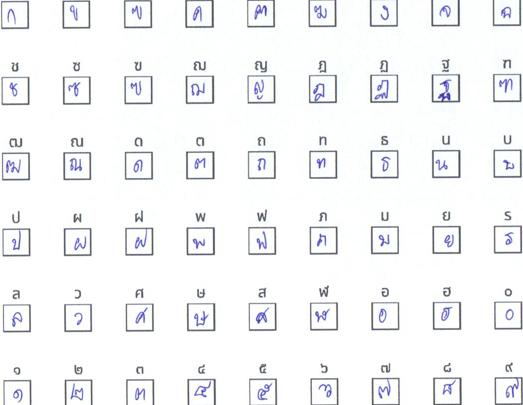 ก ข ฃ ค ฅ ฆ ง จ ฉ
ช ซ ฃ ฌ ญ ฎ ฏ ฐ ฑ
ช ซ ฃ ฌ ญ ฎ ฏ ฐ ฑ
ฒ ณ ด ต ถ ท ธ น บ
ฒ ณ ด ต ถ ท ธ น บ
ป ผ ฝ พ ฟ ภ ม ย ร
ป ผ ฝ พ ฟ ภ ม ย ร
ล ว ศ ษ ส ฬ อ ฮ ๐
ล ว ศ ษ ส ฬ อ ฮ ๐
๑ ๒ ๓ ๔ ๕ ๖ ๗ ๘ ๙
๑ ๒ ๓ ๔ ๕ ๖ ๗ ๘ ๙